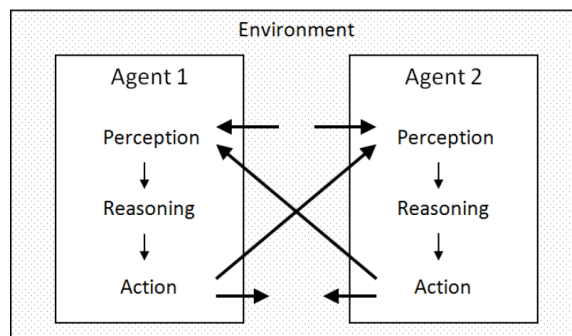 Environment
Agent 1
Agent 2
Perception
Perception
Reasoning
Reasoning
Action
Action